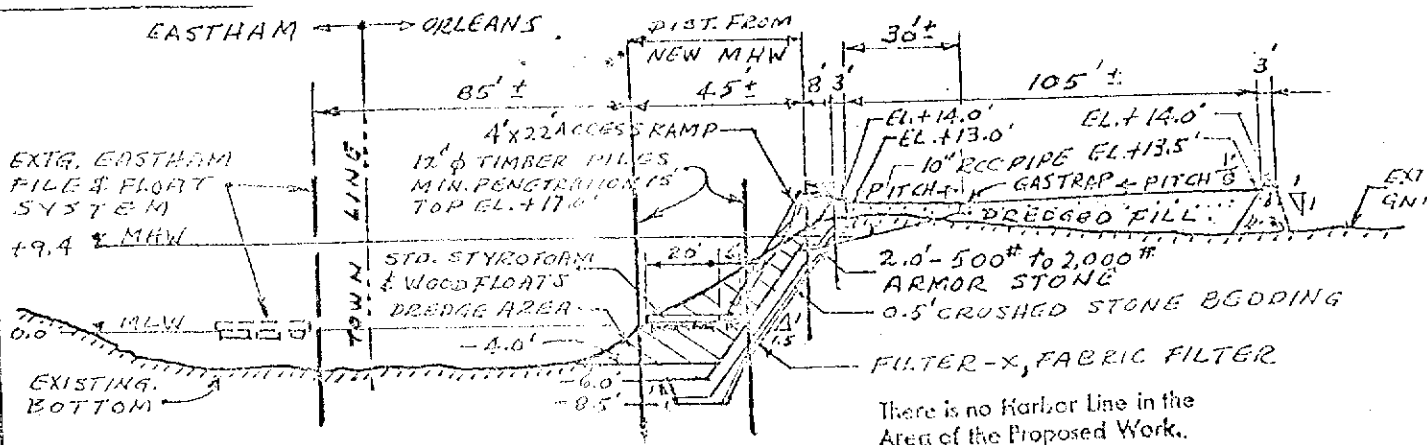 EASTHAM
ORLEANS
DIST. FROM
NEW MHW
30'±
3'
85'±
45'±
8'
3'
105'±
4'X22' ACCESS RAMP
EL.+14.0'
EL.+13.0'
EL.+14.0'
EXTG. EASTHAM
PILE & FLOAT
SYSTEM
12"ϕ TIMBER PILES
MIN. PENETRATION 15'
TOP EL.+17.0'
10" RCC PIPE
EL.+13.5'
PITCH
GASTRAP
PITCH
DREDGED FILL
+9.4
MHW
TOWN LINE
STD. STYROFOAM
& WOOD FLOATS
20'
DREDGE AREA
2.0'- 500# to 2,000#
ARMOR STONE
0.5' CRUSHED STONE BEDDING
0.0
MLW
-4.0'
1.5
-6.0'
-8.5'
FILTER-X, FABRIC FILTER
EXISTING
BOTTOM
There is no Harbor Line in the
Area of the Proposed Work.